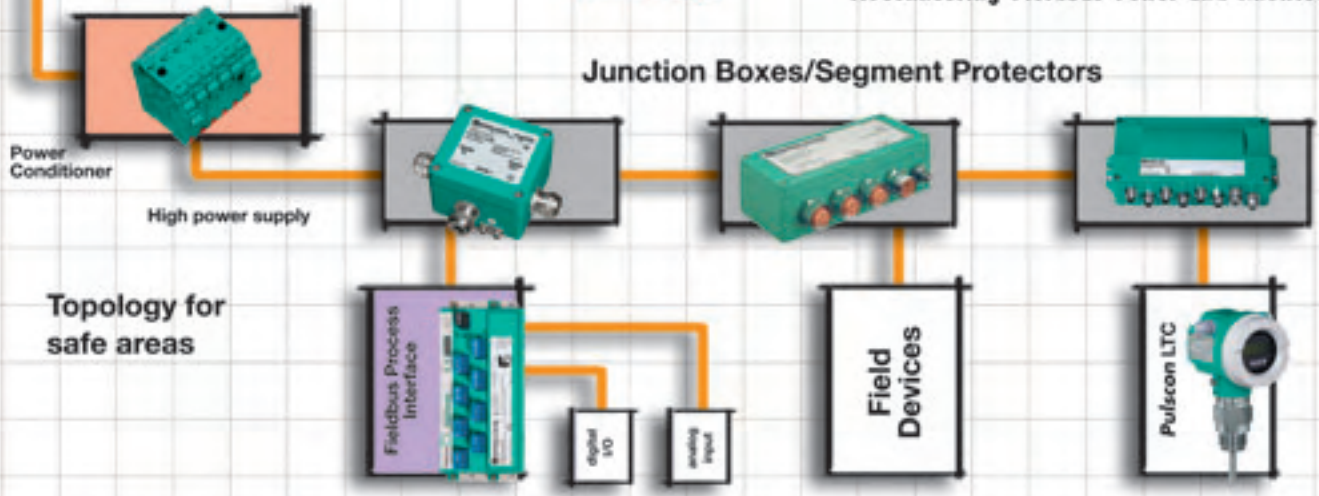 Junction Boxes/Segment Protectors
Power
Conditioner
High power supply
Topology for
safe areas
Fieldbus Process
Interface
digital
I/O
analog
input
Field
Devices
Pulscon LTC